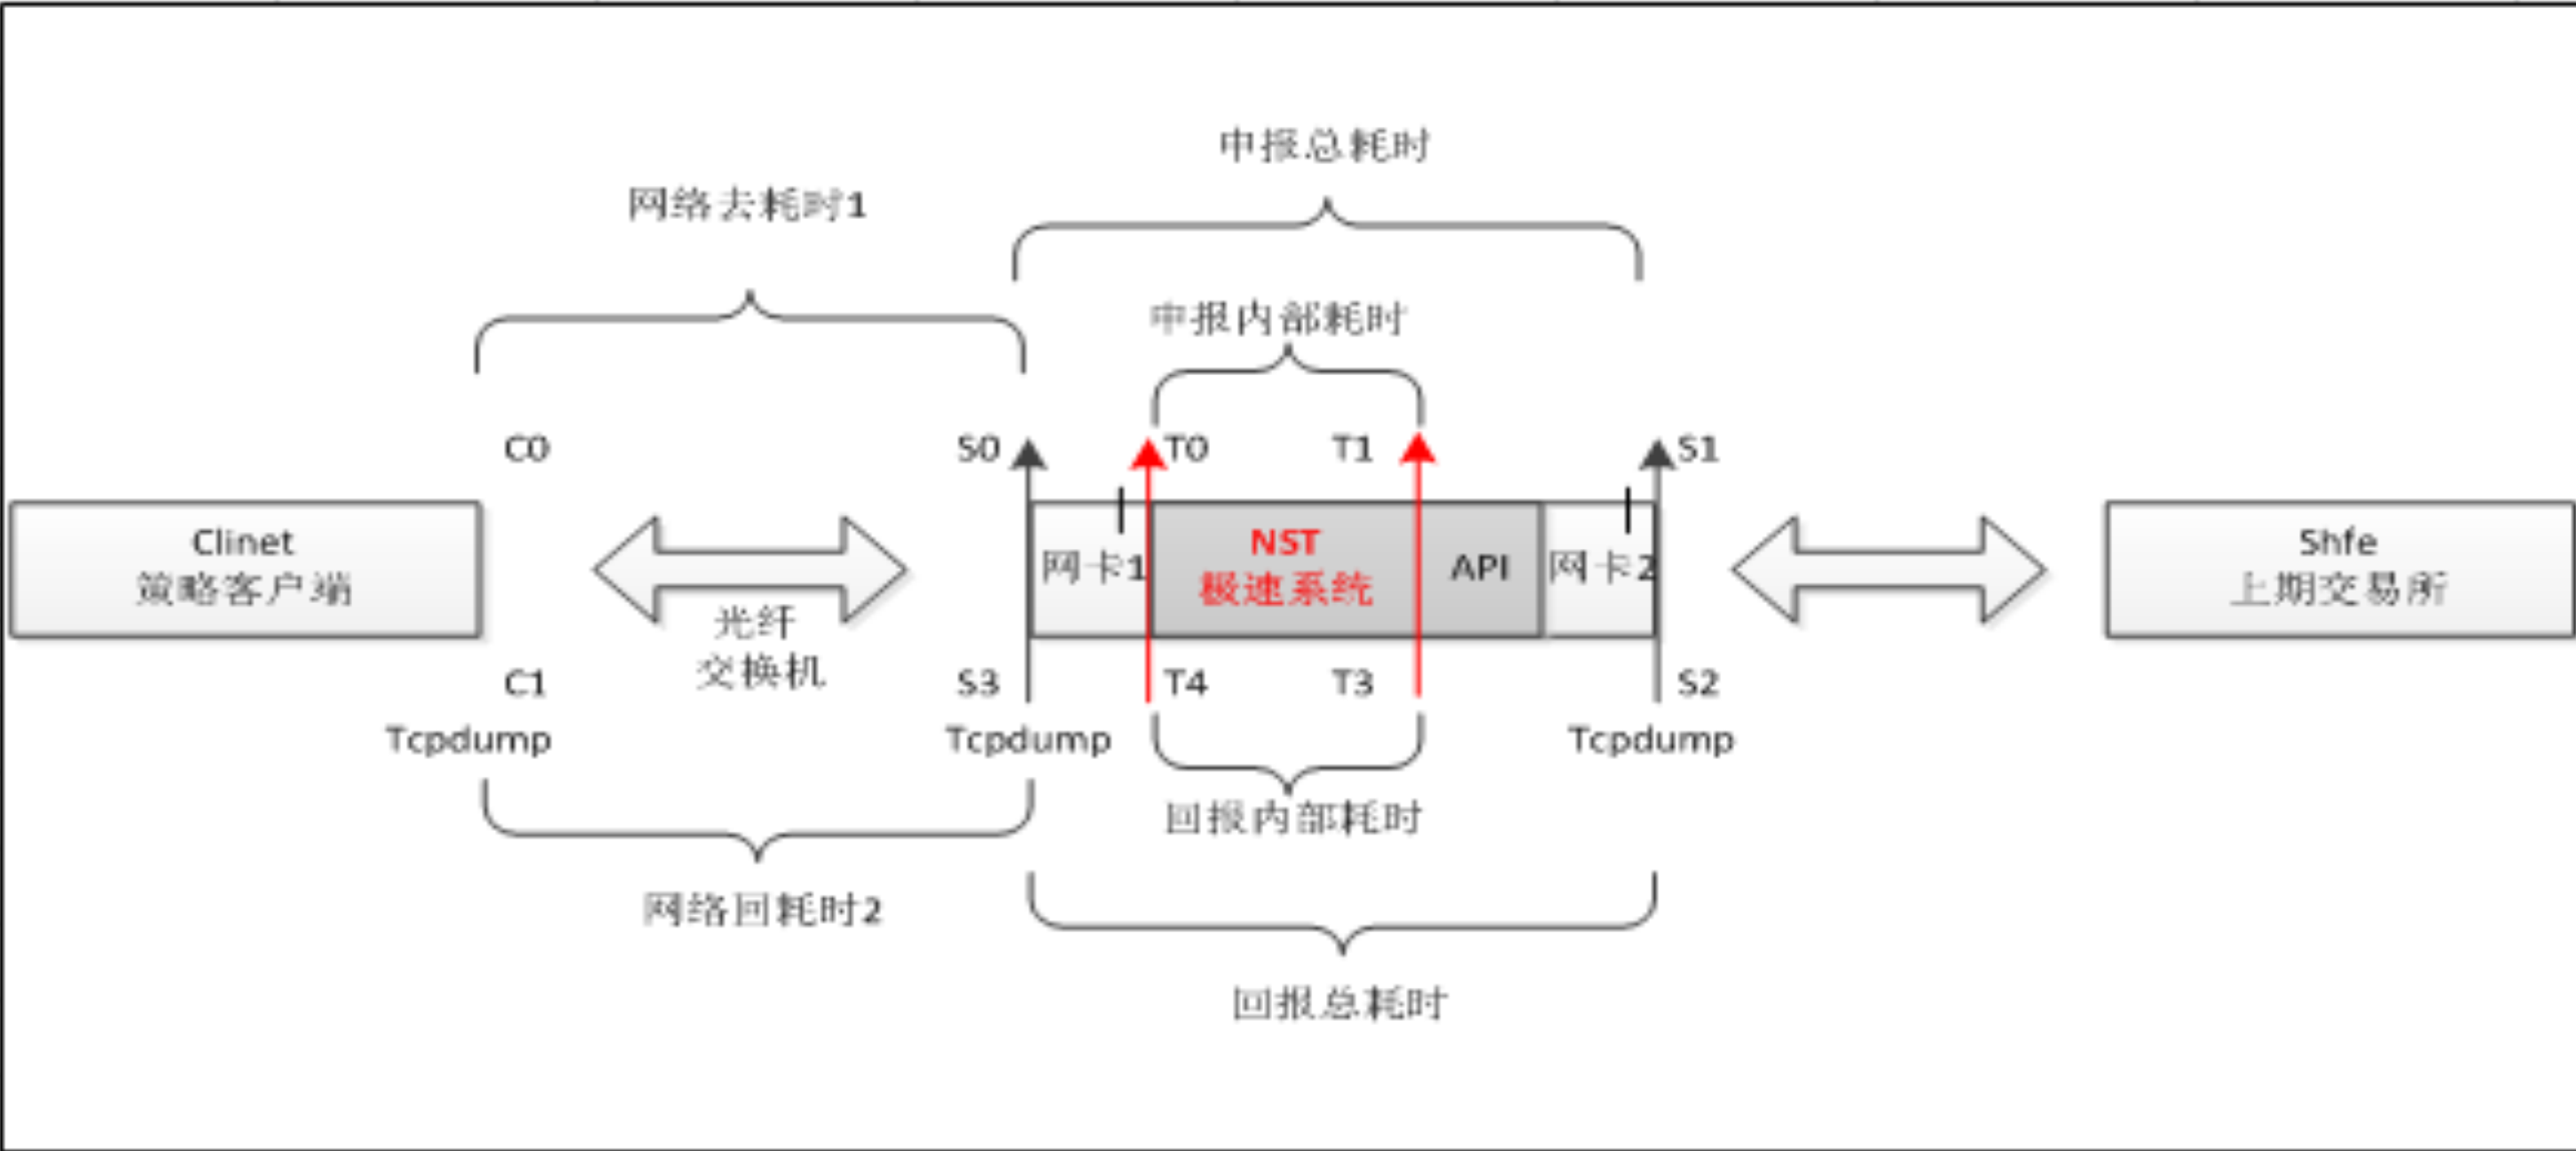 申报总耗时
网络去耗时1
申报内部耗时
C0
S0
T0
T1
S1
Clinet
策略客户端
光纤
交换机
网卡1
NST
极速系统
API
网卡2
Shfe
上期交易所
C1
S3
T4
T3
S2
Tcpdump
Tcpdump
Tcpdump
回报内部耗时
网络回耗时2
回报总耗时